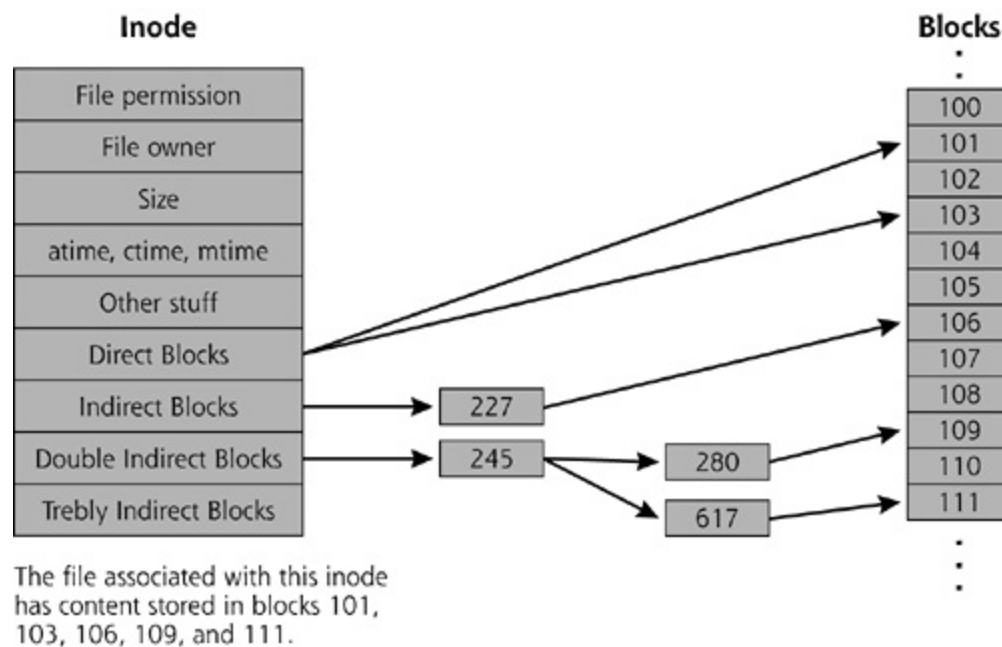 Inode
File permission
File owner
Size
atime, ctime, mtime
Other stuff
Direct Blocks
Indirect Blocks
Double Indirect Blocks
Trebly Indirect Blocks
227
245
280
617
Blocks
100
101
102
103
104
105
106
107
108
109
110
111
The file associated with this inode
has content stored in blocks 101,
103, 106, 109, and 111.